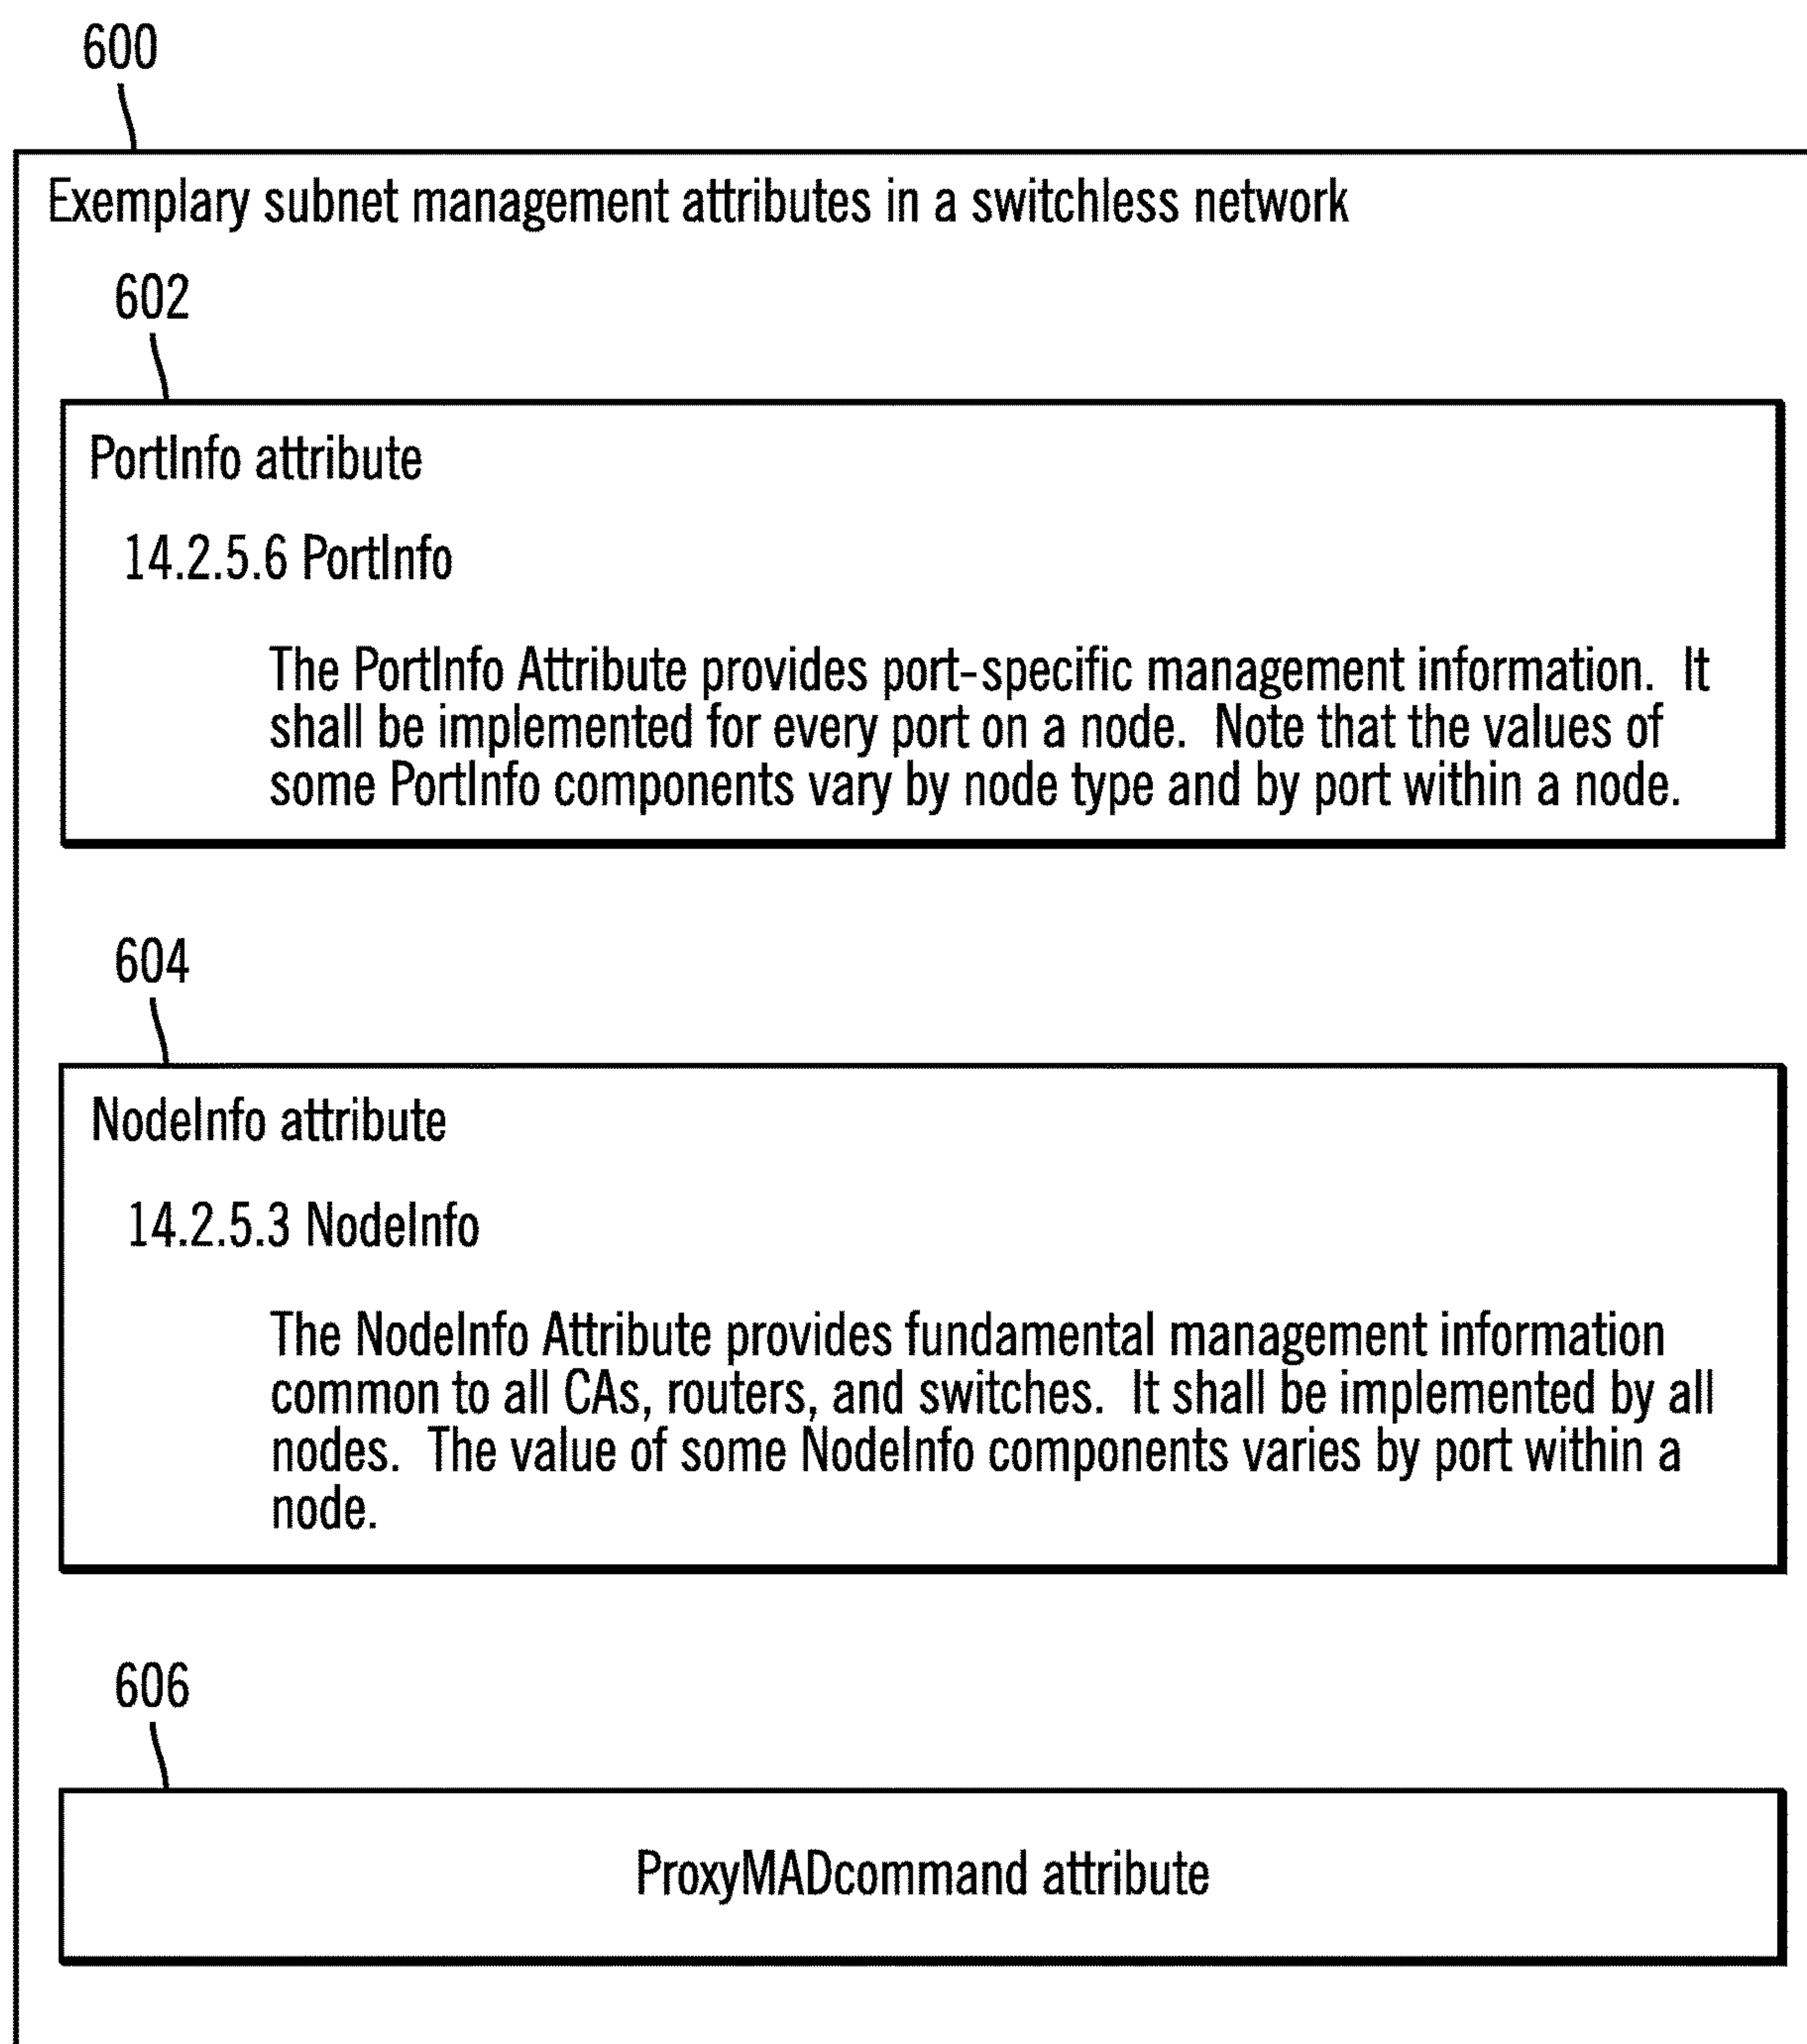 600
Exemplary subnet management attributes in a switchless network
602
PortInfo attribute
14.2.5.6 PortInfo
The PortInfo Attribute provides port-specific management information.  It
shall be implemented for every port on a node.  Note that the values of
some PortInfo components vary by node type and by port within a node.
604
NodeInfo attribute
14.2.5.3 NodeInfo
The NodeInfo Attribute provides fundamental management information
common to all CAs, routers, and switches.  It shall be implemented by all
nodes.  The value of some NodeInfo components varies by port within a
node.
606
ProxyMADcommand attribute